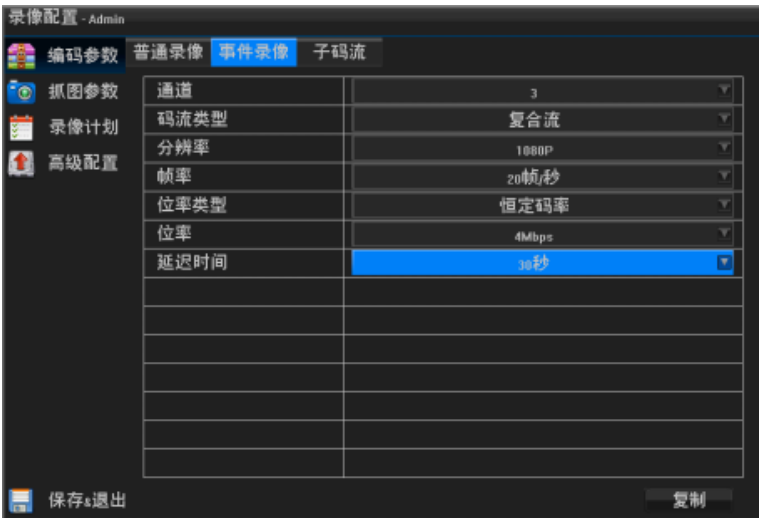 录像配置 - Admin
编码参数
普通录像 事件录像 子码流
抓图参数
录像计划
高级配置
通道 3
码流类型 复合流
分辨率 1080P
帧率 20帧/秒
位率类型 恒定码率
位率 4Mbps
延迟时间 30秒
保存&退出
复制